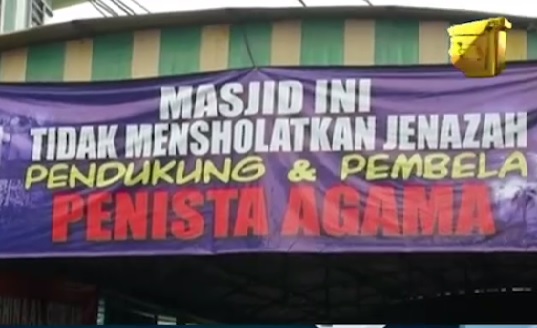 MASJID INI
TIDAK MENSHOLATKAN JENAZAH
PENDUKUNG & PEMBELA
PENISTA AGAMA